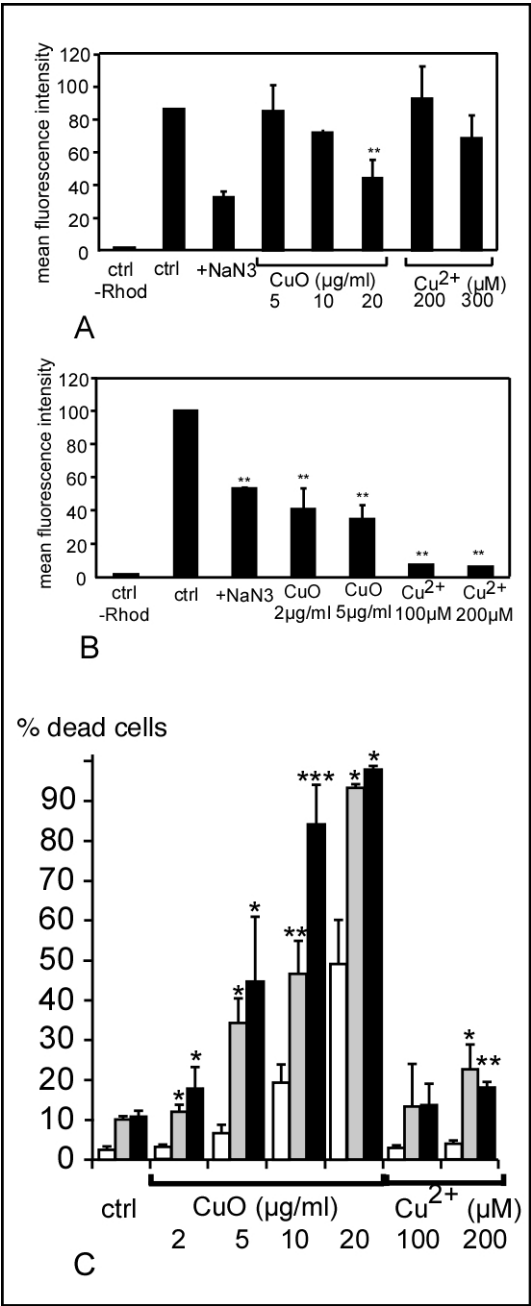 mean fluorescence intensity
120
100
80
60
40
20
0
**
ctrl
-Rhod
ctrl
+NaN3
CuO (µg/ml)
5 10 20
Cu2+ (µM)
200 300
A
mean fluorescence intensity
120
100
80
60
40
20
0
** ** ** ** **
ctrl
-Rhod
ctrl
+NaN3
CuO
2µg/ml
CuO
5µg/ml
Cu2+
100µM
Cu2+
200µM
B
% dead cells
90
80
70
60
50
40
30
20
10
0
* * * * ** *** * * * **
ctrl
CuO (µg/ml)
2 5 10 20
Cu2+ (µM)
100 200
C